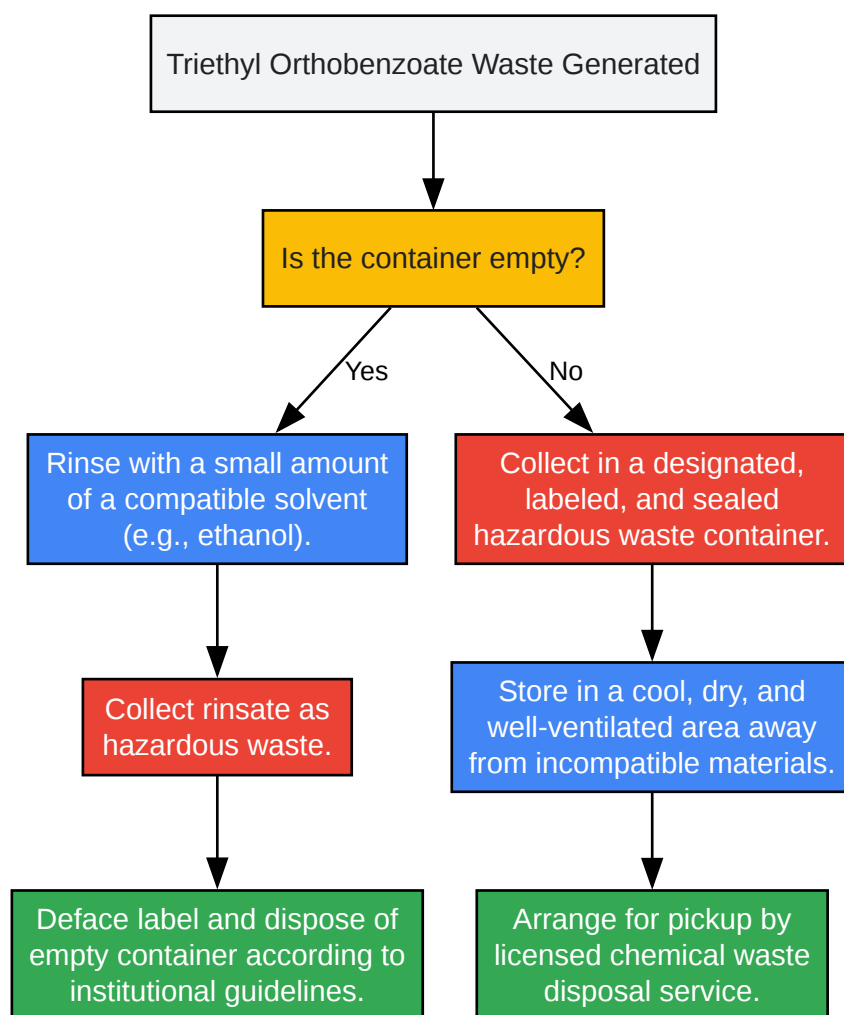 Triethyl Orthobenzoate Waste Generated
Is the container empty?
Yes
No
Rinse with a small amount
of a compatible solvent
(e.g., ethanol).
Collect in a designated,
labeled, and sealed
hazardous waste container.
Collect rinsate as
hazardous waste.
Store in a cool, dry, and
well-ventilated area away
from incompatible materials.
Deface label and dispose of
empty container according to
institutional guidelines.
Arrange for pickup by
licensed chemical waste
disposal service.